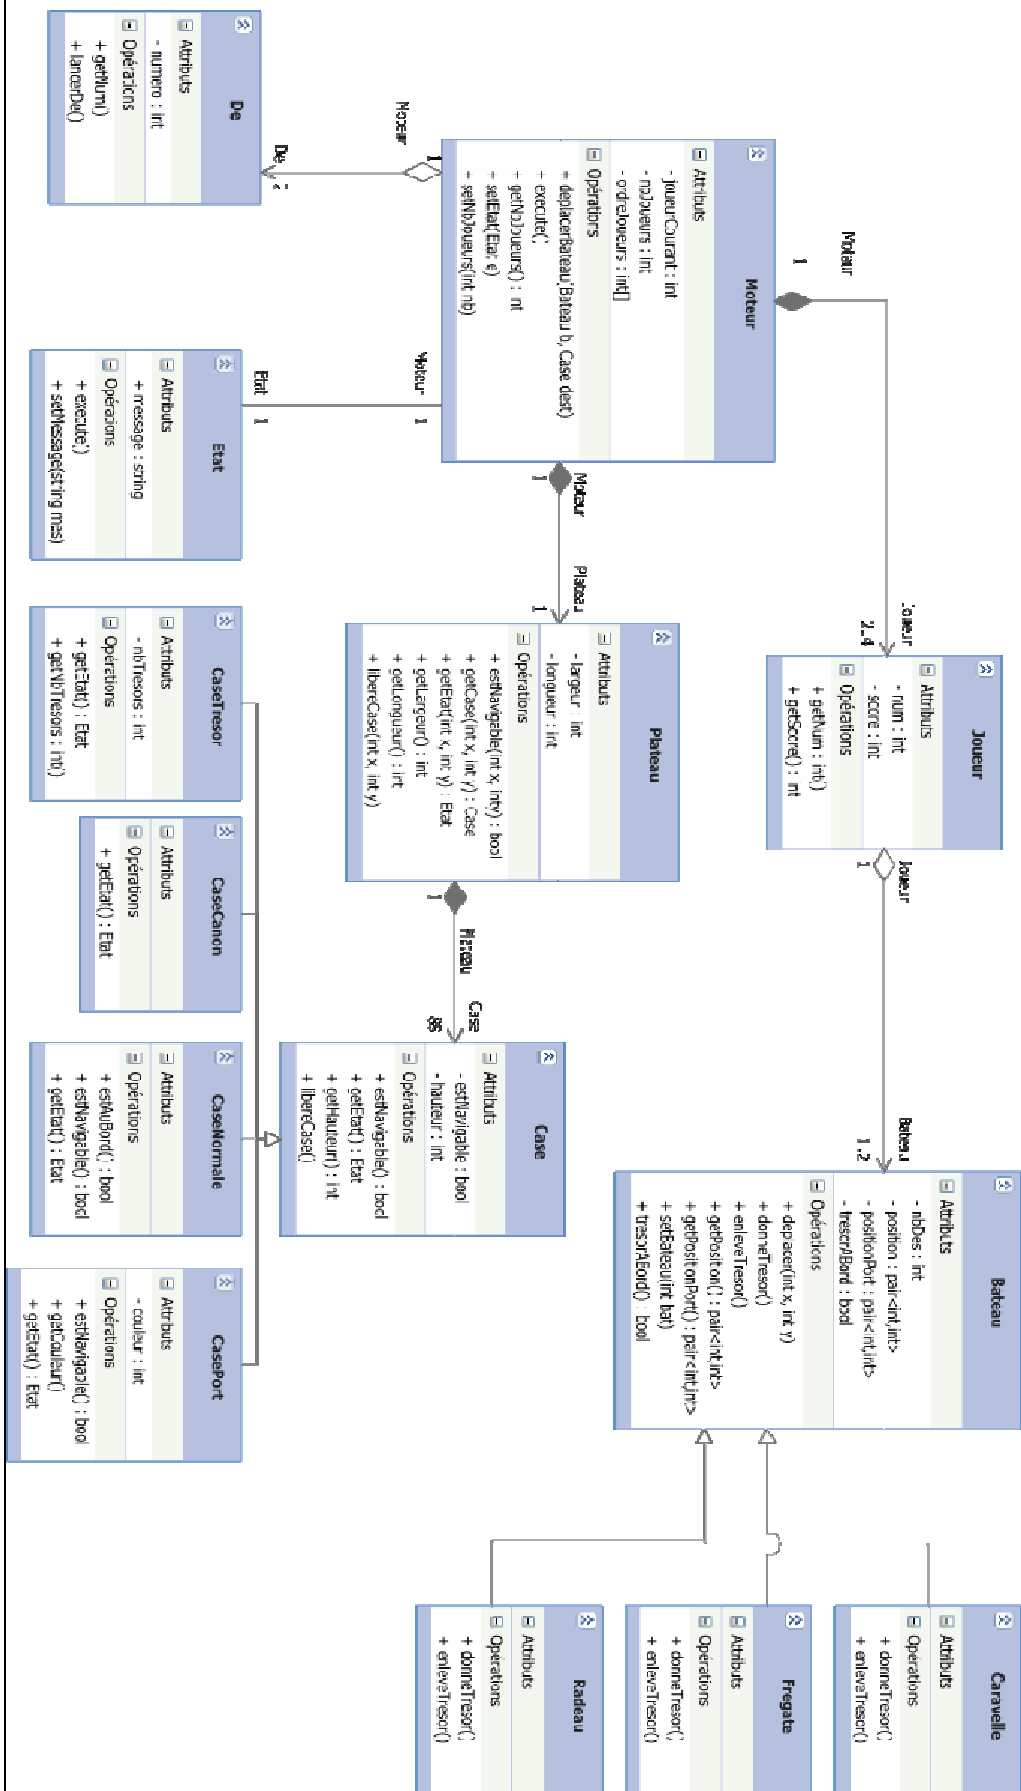 Moteur
Attributs
- joueurCourant : int
- nbJoueurs : int
- ordreJoueurs : int[]
Opérations
+ deplacerBateau(Bateau b, Case dest)
+ execute()
+ getNbJoueurs() : int
+ setEtat(Etat e)
+ setNbJoueurs(int nb)
Moteur
1
Joueur
2..4
Joueur
Attributs
- num : int
- score : int
Opérations
+ getNum : int()
+ getScore() : int
Joueur
1
Bateau
1..2
Bateau
Attributs
- nbDes : int
- position : pair<int,int>
- positionPort : pair<int,int>
- tresorABord : bool
Opérations
+ deplacer(int x, int y)
+ donneTresor()
+ enleveTresor()
+ getPosition() : pair<int,int>
+ getPositionPort() : pair<int,int>
+ setBateau(int bat)
+ tresorABord() : bool
Caravelle
Attributs
Opérations
+ donneTresor()
+ enleveTresor()
Fregate
Attributs
Opérations
+ donneTresor()
+ enleveTresor()
Radeau
Attributs
Opérations
+ donneTresor()
+ enleveTresor()
Moteur
1
Plateau
1
Plateau
Attributs
- largeur : int
- longueur : int
Opérations
+ estNavigable(int x, inty) : bool
+ getCase(int x, int y) : Case
+ getEtat(int x, int y) : Etat
+ getLargeur() : int
+ getLongueur() : int
+ libereCase(int x, int y)
Plateau
1
Case
Case
Attributs
- estNavigable : bool
- hauteur : int
Opérations
+ estNavigable() : bool
+ getEtat() : Etat
+ getHauteur() : int
+ libereCase()
Moteur
1
De
De
Attributs
- numero : int
Opérations
+ getNum()
+ lancerDe()
Moteur
1
Etat
1
Etat
Attributs
+ message : string
Opérations
+ execute()
+ setMessage(string mes)
CaseTresor
Attributs
- nbTresors : int
Opérations
+ getEtat() : Etat
+ getNbTresors : int()
CaseCanon
Attributs
Opérations
+ getEtat() : Etat
CaseNormale
Attributs
Opérations
+ estAuBord() : bool
+ estNavigable() : bool
+ getEtat() : Etat
CasePort
Attributs
- couleur : int
Opérations
+ estNavigable() : bool
+ getCouleur()
+ getEtat() : Etat